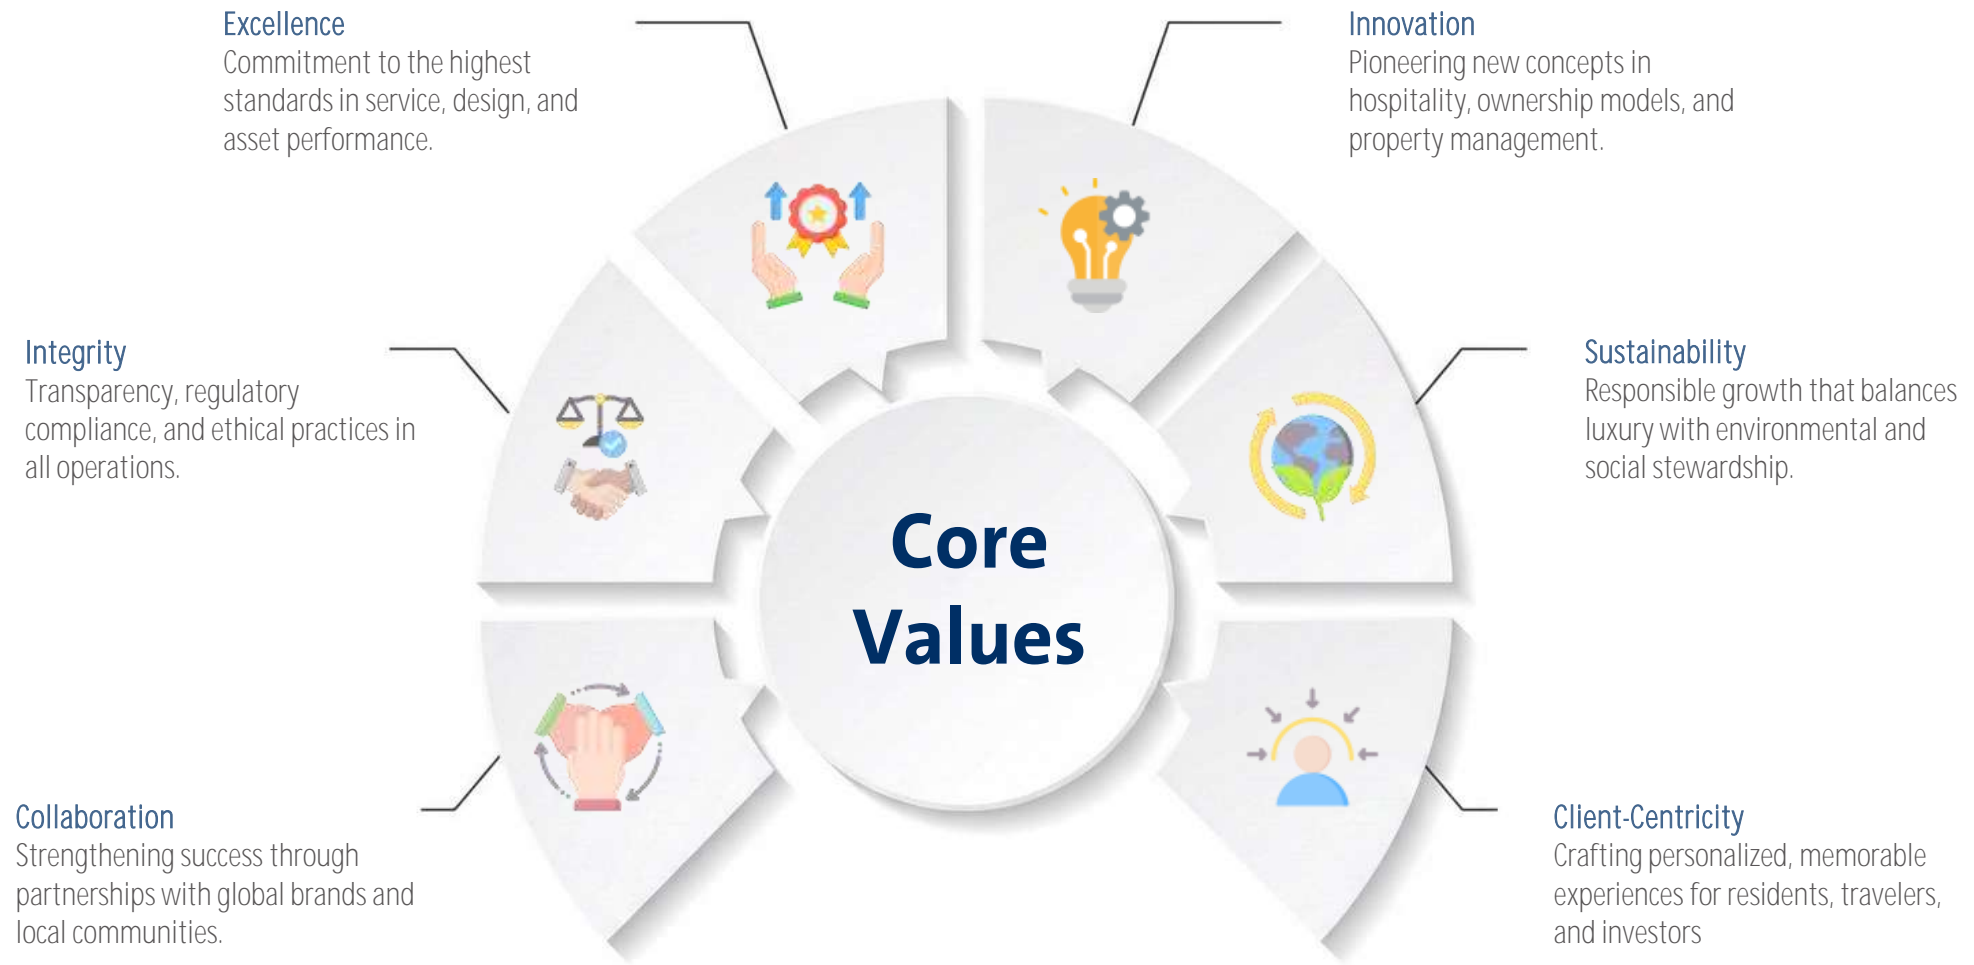 Excellence
Commitment to the highest
standards in service, design, and
asset performance.
Innovation
Pioneering new concepts in
hospitality, ownership models, and
property management.
Integrity
Transparency, regulatory
compliance, and ethical practices in
all operations.
Sustainability
Responsible growth that balances
luxury with environmental and
social stewardship.
Core
Values
Collaboration
Strengthening success through
partnerships with global brands and
local communities.
Client-Centricity
Crafting personalized, memorable
experiences for residents, travelers,
and investors